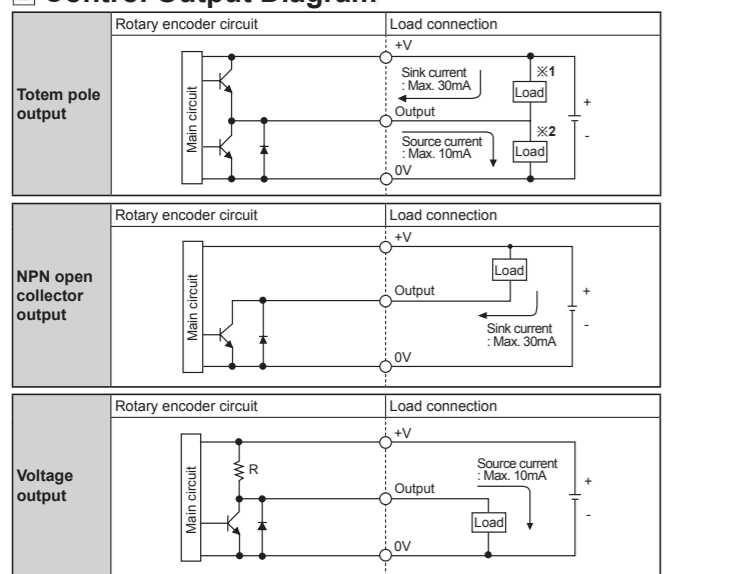 Control Output Diagram
Rotary encoder circuit
Load connection
Totem pole
output
Main circuit
+V
Sink current
: Max. 30mA
※1
Load
Output
Source current
: Max. 10mA
※2
Load
0V
+
-
Rotary encoder circuit
Load connection
NPN open
collector
output
Main circuit
+V
Load
Output
Sink current
: Max. 30mA
0V
+
-
Rotary encoder circuit
Load connection
Voltage
output
Main circuit
R
+V
Source current
: Max. 10mA
Output
Load
0V
+
-